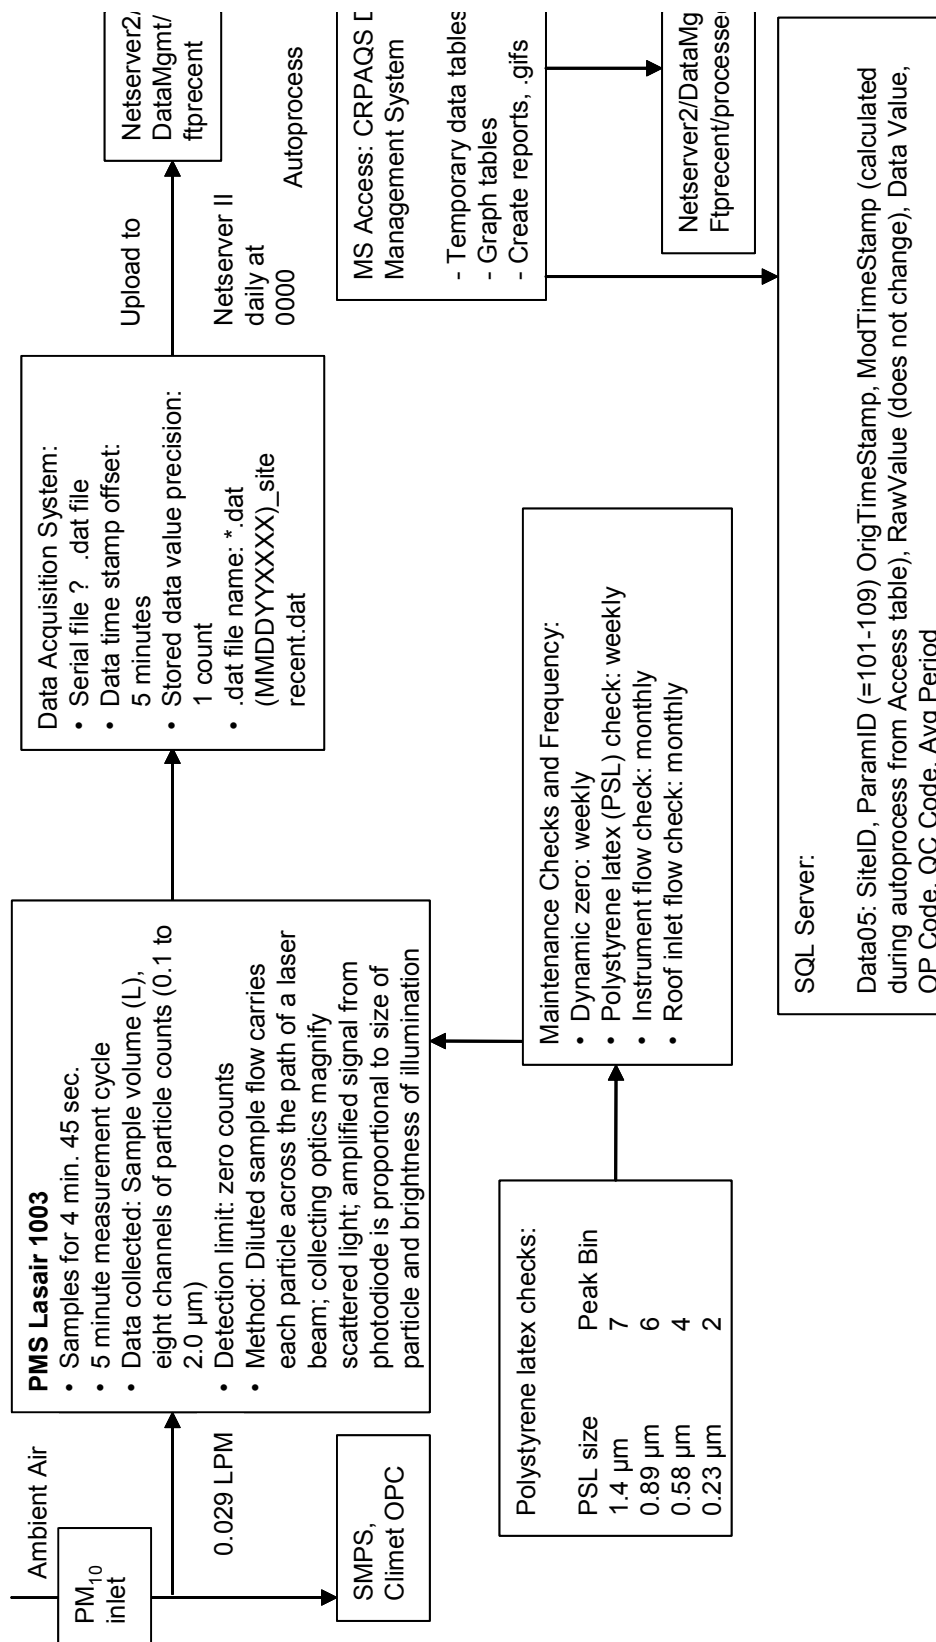 Ambient Air
PM10
inlet
0.029 LPM
SMPS,
Climet OPC
PMS Lasair 1003
• Samples for 4 min. 45 sec.
• 5 minute measurement cycle
• Data collected: Sample volume (L),
eight channels of particle counts (0.1 to
2.0 µm)
• Detection limit: zero counts
• Method: Diluted sample flow carries
each particle across the path of a laser
beam; collecting optics magnify
scattered light; amplified signal from
photodiode is proportional to size of
particle and brightness of illumination
Data Acquisition System:
• Serial file ? .dat file
• Data time stamp offset:
5 minutes
• Stored data value precision:
1 count
• .dat file name: *.dat
(MMDDYYXXXX)_site
recent.dat
Upload to
Netserver II
daily at
0000
Netserver2/
DataMgmt/
ftprecent
Autoprocess
MS Access: CRPAQS D
Management System
- Temporary data tables
- Graph tables
- Create reports, .gifs
Netserver2/DataMg
Ftprecent/processe
Polystyrene latex checks:
PSL size Peak Bin
1.4 µm 7
0.89 µm 6
0.58 µm 4
0.23 µm 2
Maintenance Checks and Frequency:
• Dynamic zero: weekly
• Polystyrene latex (PSL) check: weekly
• Instrument flow check: monthly
• Roof inlet flow check: monthly
SQL Server:
Data05: SiteID, ParamID (=101-109) OrigTimeStamp, ModTimeStamp (calculated
during autoprocess from Access table), RawValue (does not change), Data Value,
OP Code, QC Code, Avg Period